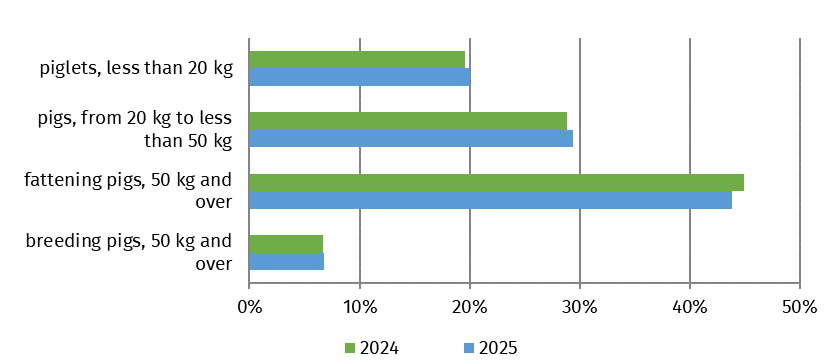 piglets, less than 20 kg
pigs, from 20 kg to less
than 50 kg
fattening pigs, 50 kg and
over
breeding pigs, 50 kg and
over
0% 10% 20% 30% 40% 50%
2024 2025